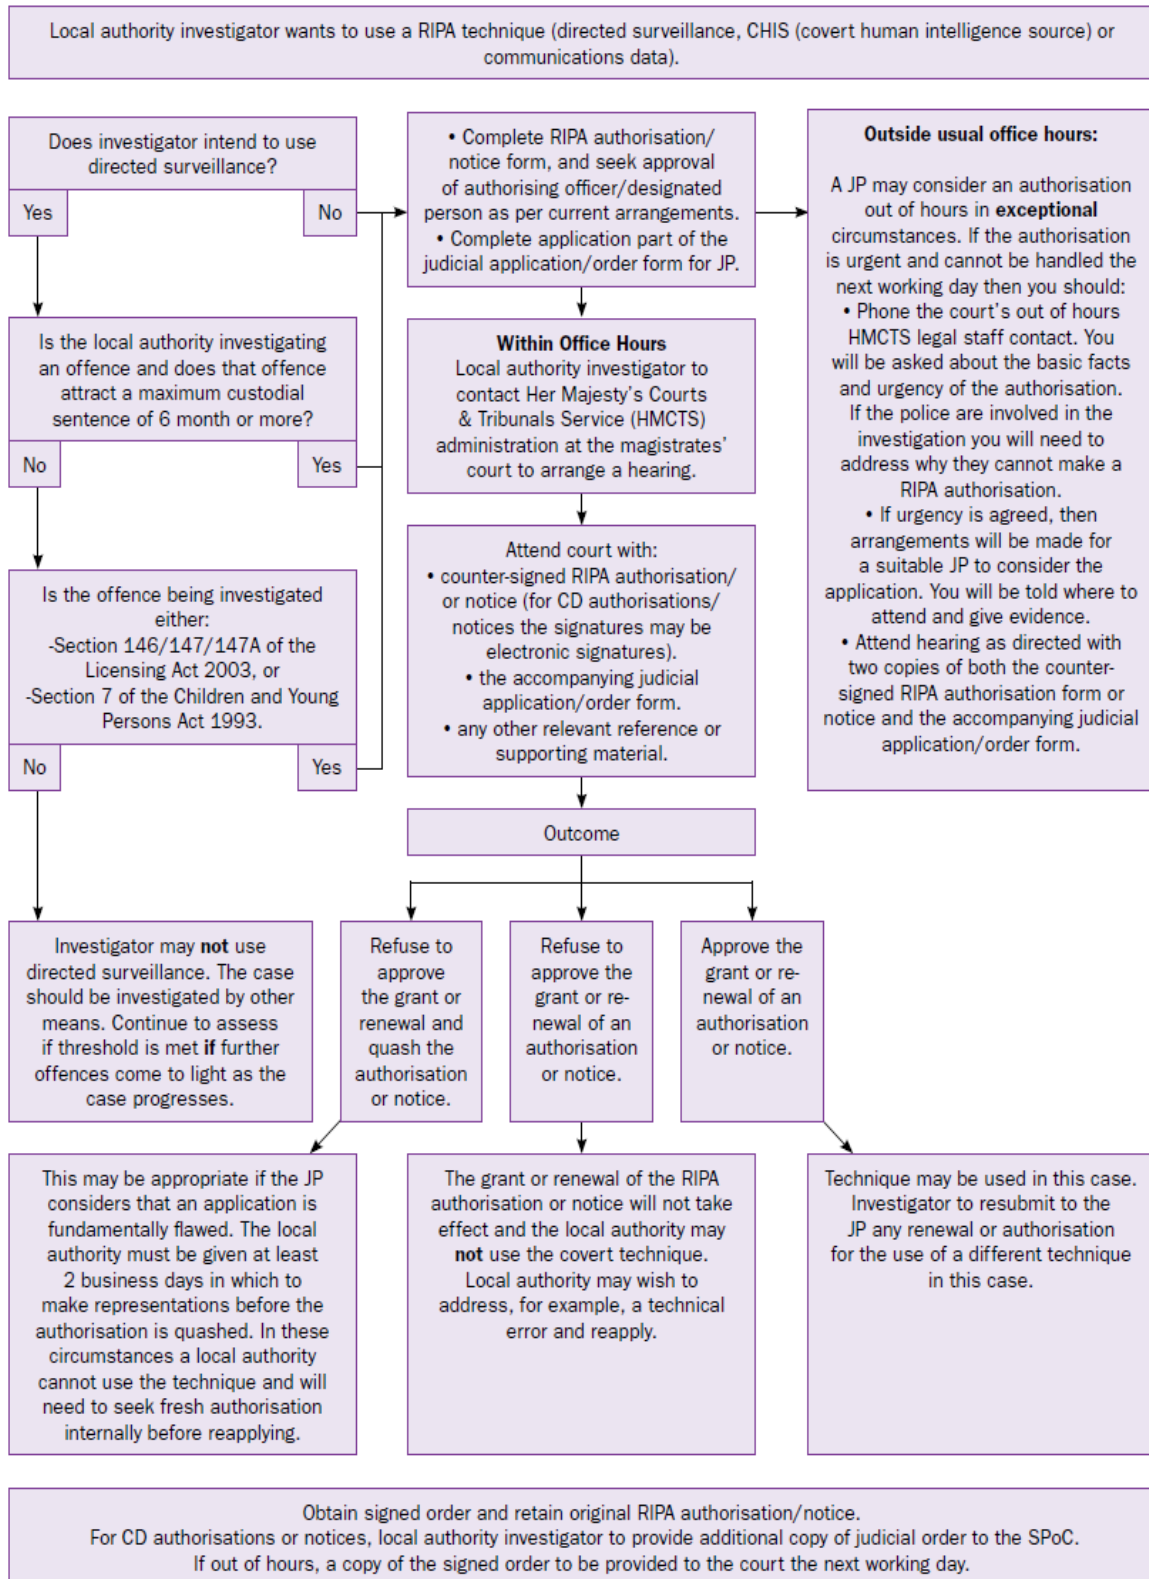 Local authority investigator wants to use a RIPA technique (directed surveillance, CHIS (covert human intelligence source) or
communications data).
Does investigator intend to use
directed surveillance?
Yes
No
Is the local authority investigating
an offence and does that offence
attract a maximum custodial
sentence of 6 month or more?
No
Yes
Is the offence being investigated
either:
-Section 146/147/147A of the
Licensing Act 2003, or
-Section 7 of the Children and Young
Persons Act 1993.
No
Yes
Investigator may not use
directed surveillance. The case
should be investigated by other
means. Continue to assess
if threshold is met if further
offences come to light as the
case progresses.
• Complete RIPA authorisation/
notice form, and seek approval
of authorising officer/designated
person as per current arrangements.
• Complete application part of the
judicial application/order form for JP.
Within Office Hours
Local authority investigator to
contact Her Majesty's Courts
& Tribunals Service (HMCTS)
administration at the magistrates'
court to arrange a hearing.
Attend court with:
• counter-signed RIPA authorisation/
or notice (for CD authorisations/
notices the signatures may be
electronic signatures).
• the accompanying judicial
application/order form.
• any other relevant reference or
supporting material.
Outside usual office hours:
A JP may consider an authorisation
out of hours in exceptional
circumstances. If the authorisation
is urgent and cannot be handled the
next working day then you should:
• Phone the court's out of hours
HMCTS legal staff contact. You
will be asked about the basic facts
and urgency of the authorisation.
If the police are involved in the
investigation you will need to
address why they cannot make a
RIPA authorisation.
• If urgency is agreed, then
arrangements will be made for
a suitable JP to consider the
application. You will be told where to
attend and give evidence.
• Attend hearing as directed with
two copies of both the counter-
signed RIPA authorisation form or
notice and the accompanying judicial
application/order form.
Outcome
Refuse to
approve
the grant or
renewal and
quash the
authorisation
or notice.
Refuse to
approve the
grant or re-
newal of an
authorisation
or notice.
Approve the
grant or re-
newal of an
authorisation
or notice.
This may be appropriate if the JP
considers that an application is
fundamentally flawed. The local
authority must be given at least
2 business days in which to
make representations before the
authorisation is quashed. In these
circumstances a local authority
cannot use the technique and will
need to seek fresh authorisation
internally before reapplying.
The grant or renewal of the RIPA
authorisation or notice will not take
effect and the local authority may
not use the covert technique.
Local authority may wish to
address, for example, a technical
error and reapply.
Technique may be used in this case.
Investigator to resubmit to the
JP any renewal or authorisation
for the use of a different technique
in this case.
Obtain signed order and retain original RIPA authorisation/notice.
For CD authorisations or notices, local authority investigator to provide additional copy of judicial order to the SPoC.
If out of hours, a copy of the signed order to be provided to the court the next working day.